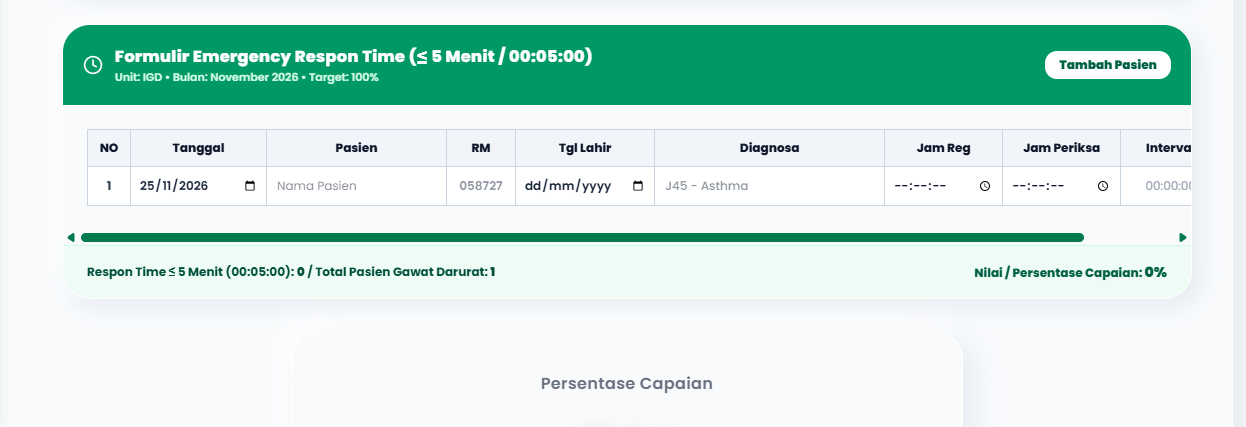 Formulir Emergency Respon Time (≤ 5 Menit / 00:05:00)
Unit: IGD • Bulan: November 2026 • Target: 100%
Tambah Pasien
NO Tanggal Pasien RM Tgl Lahir Diagnosa Jam Reg Jam Periksa Interva
1 25/11/2026 Nama Pasien 058727 dd/mm/yyyy J45 - Asthma --:--:-- --:--:-- 00:00:00
Respon Time ≤ 5 Menit (00:05:00): 0 / Total Pasien Gawat Darurat: 1
Nilai / Persentase Capaian: 0%
Persentase Capaian